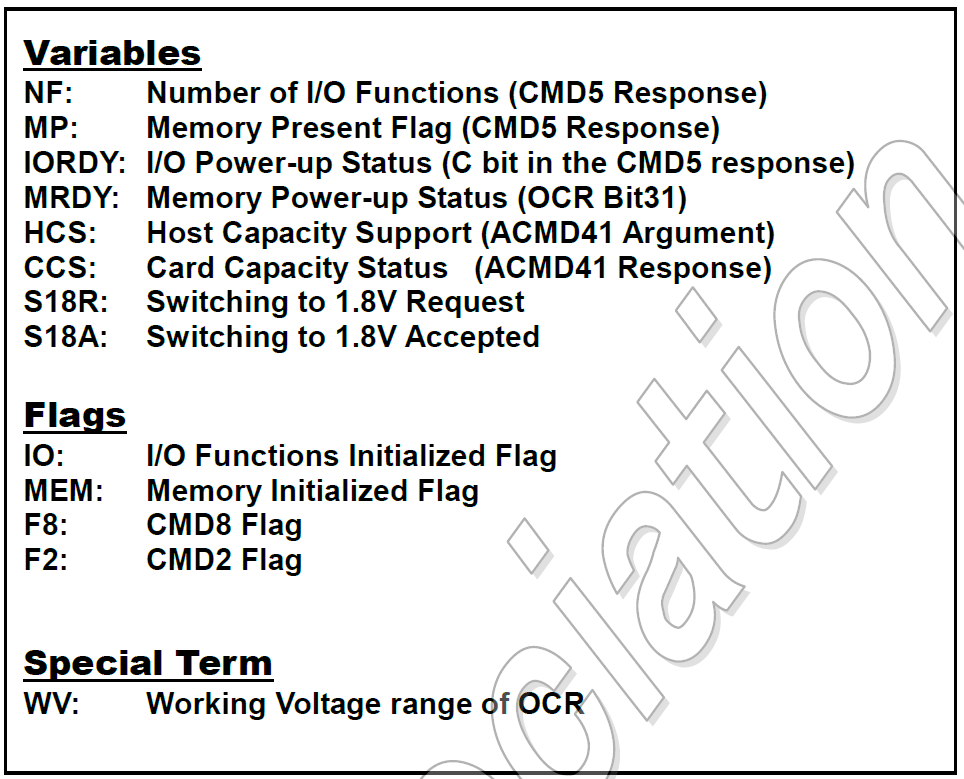 Variables
NF: Number of I/O Functions (CMD5 Response)
MP: Memory Present Flag (CMD5 Response)
IORDY: I/O Power-up Status (C bit in the CMD5 response)
MRDY: Memory Power-up Status (OCR Bit31)
HCS: Host Capacity Support (ACMD41 Argument)
CCS: Card Capacity Status (ACMD41 Response)
S18R: Switching to 1.8V Request
S18A: Switching to 1.8V Accepted
Flags
IO: I/O Functions Initialized Flag
MEM: Memory Initialized Flag
F8: CMD8 Flag
F2: CMD2 Flag
Special Term
WV: Working Voltage range of OCR
ociation